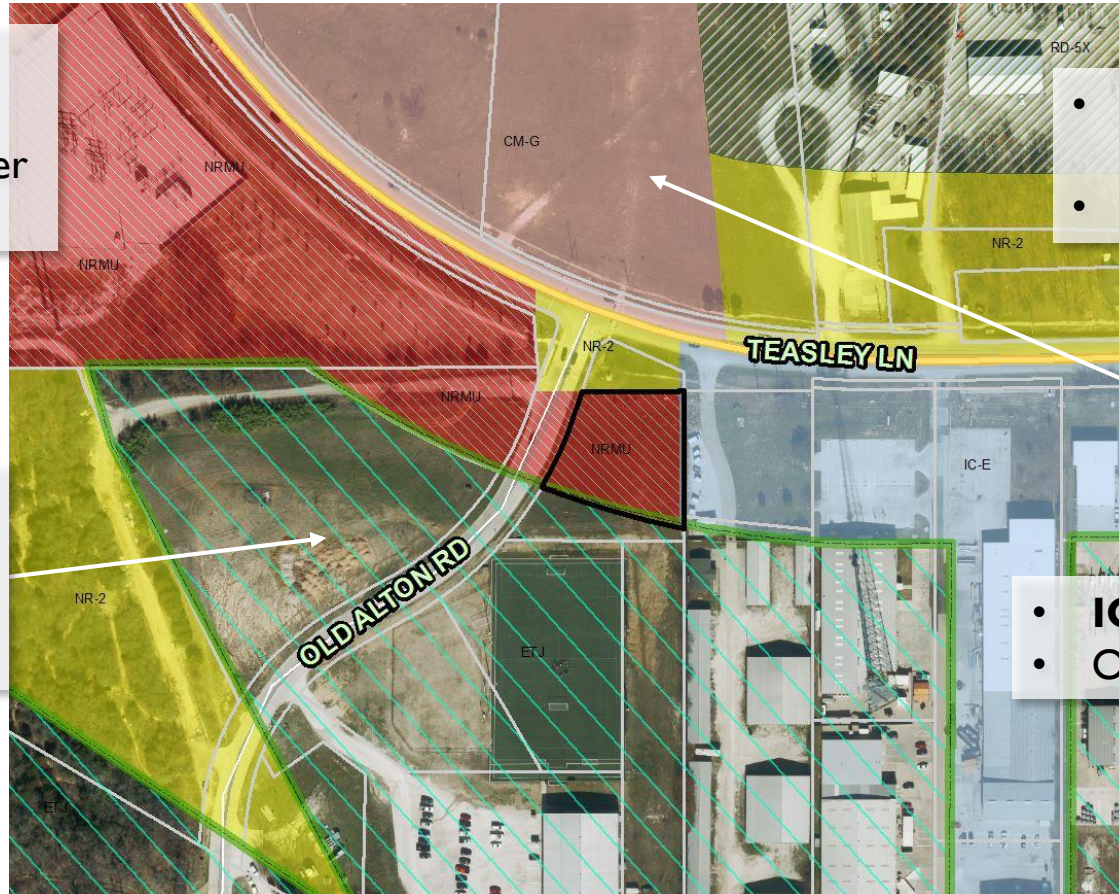 er
•
•
RD-5X
CM-G
NRMU
NRMU
NR-2
NR-2
TEASLEY LN
NRMU
NRMU
IC-E
OLD ALTON RD
NR-2
ETJ
• IC
• O
ETJ